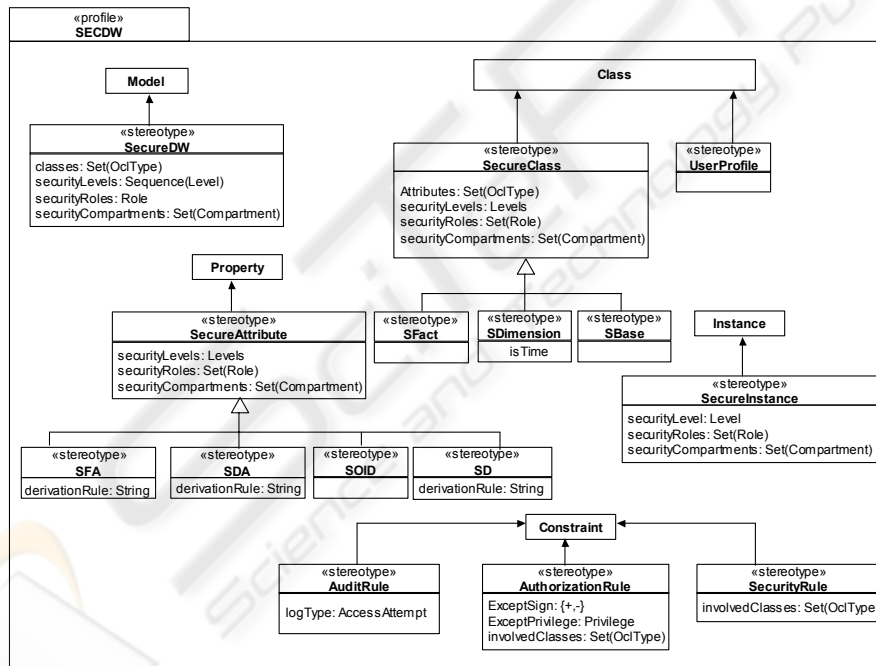 «profile»
SECDW
Model
«stereotype»
SecureDW
classes: Set(OclType)
securityLevels: Sequence(Level)
securityRoles: Role
securityCompartments: Set(Compartment)
Class
«stereotype»
SecureClass
Attributes: Set(OclType)
securityLevels: Levels
securityRoles: Set(Role)
securityCompartments: Set(Compartment)
«stereotype»
UserProfile
Property
«stereotype»
SecureAttribute
securityLevels: Levels
securityRoles: Set(Role)
securityCompartments: Set(Compartment)
«stereotype»
SFact
«stereotype»
SDimension
isTime
«stereotype»
SBase
Instance
«stereotype»
SecureInstance
securityLevel: Level
securityRoles: Set(Role)
securityCompartments: Set(Compartment)
«stereotype»
SFA
derivationRule: String
«stereotype»
SDA
derivationRule: String
«stereotype»
SOID
«stereotype»
SD
derivationRule: String
Constraint
«stereotype»
AuditRule
logType: AccessAttempt
«stereotype»
AuthorizationRule
ExceptSign: {+,-}
ExceptPrivilege: Privilege
involvedClasses: Set(OclType)
«stereotype»
SecurityRule
involvedClasses: Set(OclType
Science and Technology